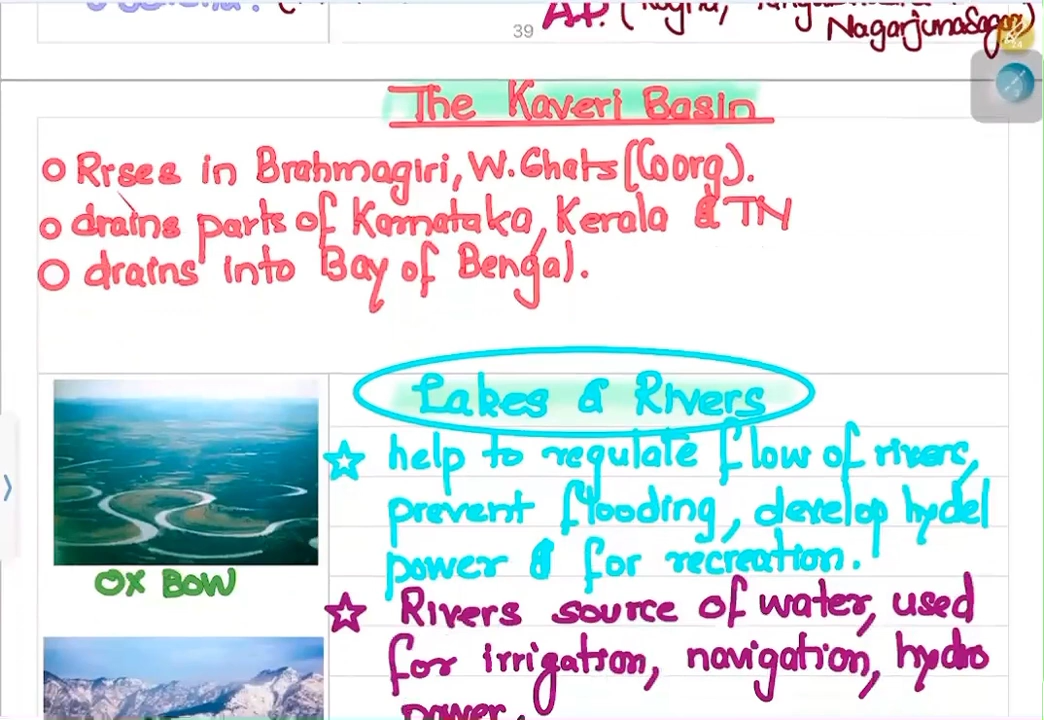 39
A.P.
NagarjunaSagar)
The Kaveri Basin
Rises in Brahmagiri, W.Ghats (Coorg).
drains parts of Karnataka, Kerala & TN
drains into Bay of Bengal.
Lakes & Rivers
help to regulate flow of rivers,
prevent flooding, develop hydel
power & for recreation.
OX BOW
Rivers source of water, used
for irrigation, navigation, hydro
power.